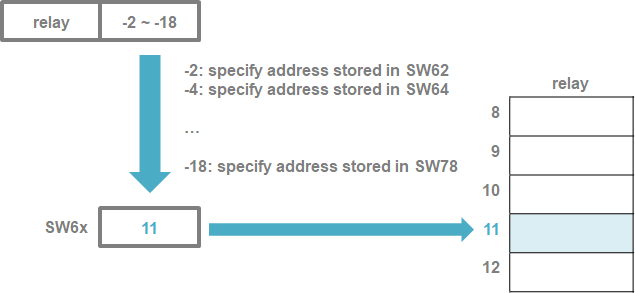 relay -2 ~ -18
-2: specify address stored in SW62
-4: specify address stored in SW64
...
-18: specify address stored in SW78
SW6x 11
relay
8
9
10
11
12